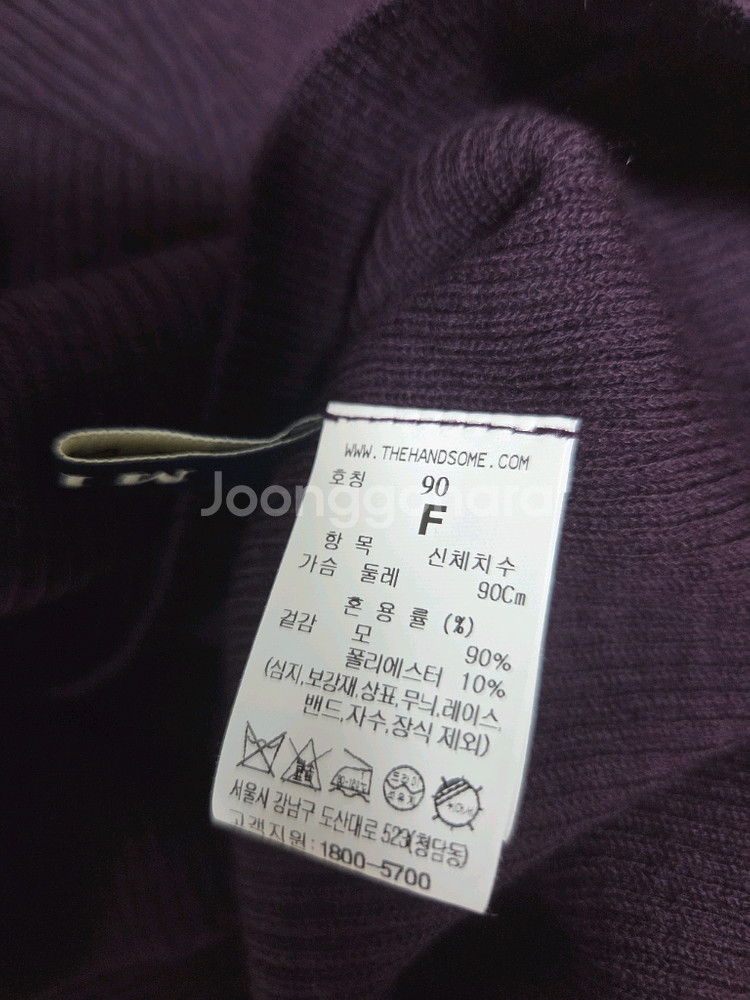 WWW.THEHANDSOME.COM
호칭 90
F
항목 신체치수
가슴 둘레 90Cm
혼용률 (%)
겉감 모 90%
폴리에스터 10%
(심지,보강재,상표,무늬,레이스,
밴드,자수,장식 제외)
서울시 강남구 도산대로 523(청담동)
고객지원:1800-5700
Joonggonara